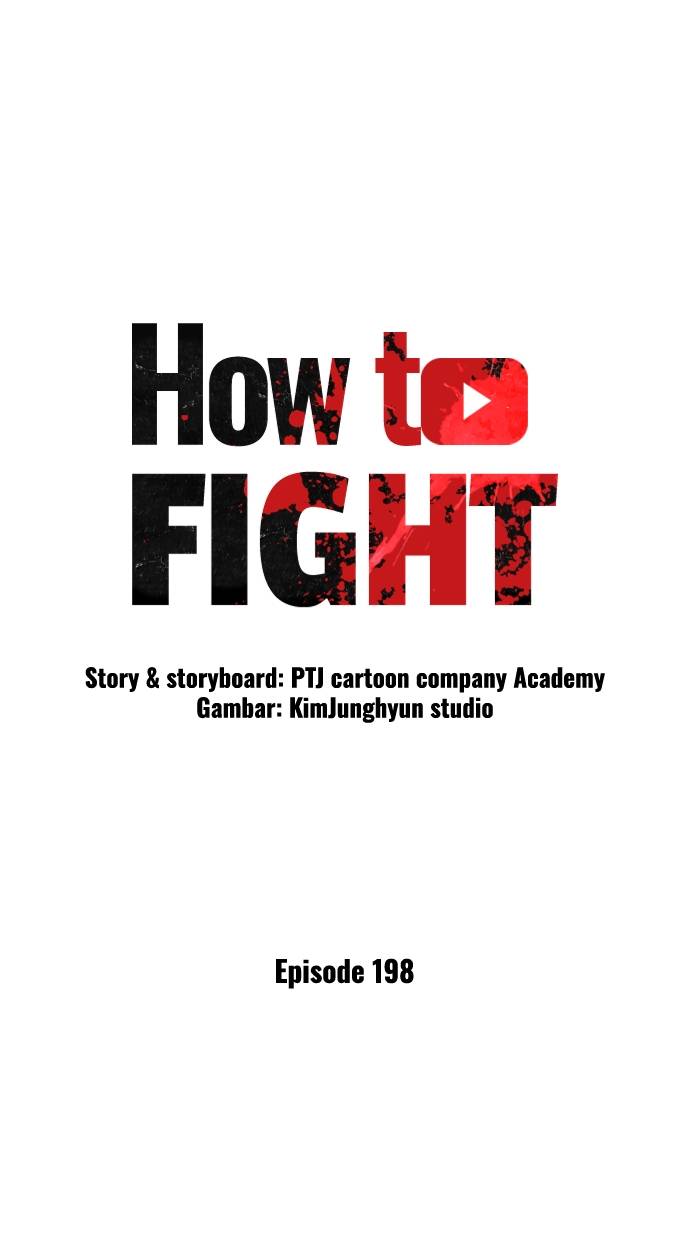 How to
FIGHT
Story & storyboard: PTJ cartoon company Academy
Gambar: KimJunghyun studio
Episode 198